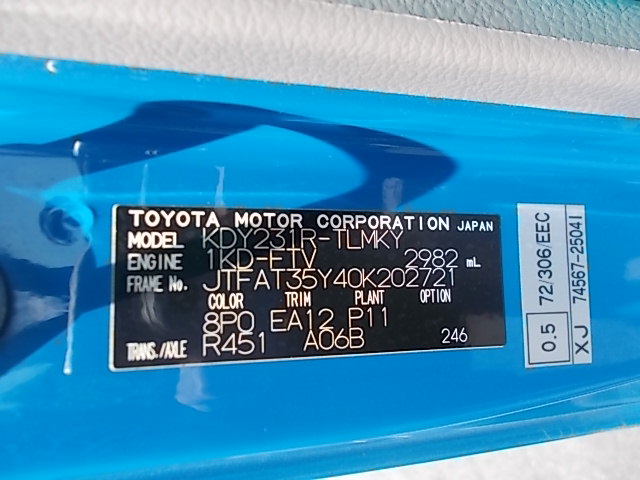 TOYOTA MOTOR CORPORATION JAPAN
MODEL KDY231R-TLMKY
ENGINE 1KD-FTV 2982 mL
FRAME No. JTFAT35Y40K202721
COLOR TRIM PLANT OPTION
8P0 EA12 P11
TRANS./AXLE R451 A06B 246
0.5 72/306/EEC
XJ 74567-25041